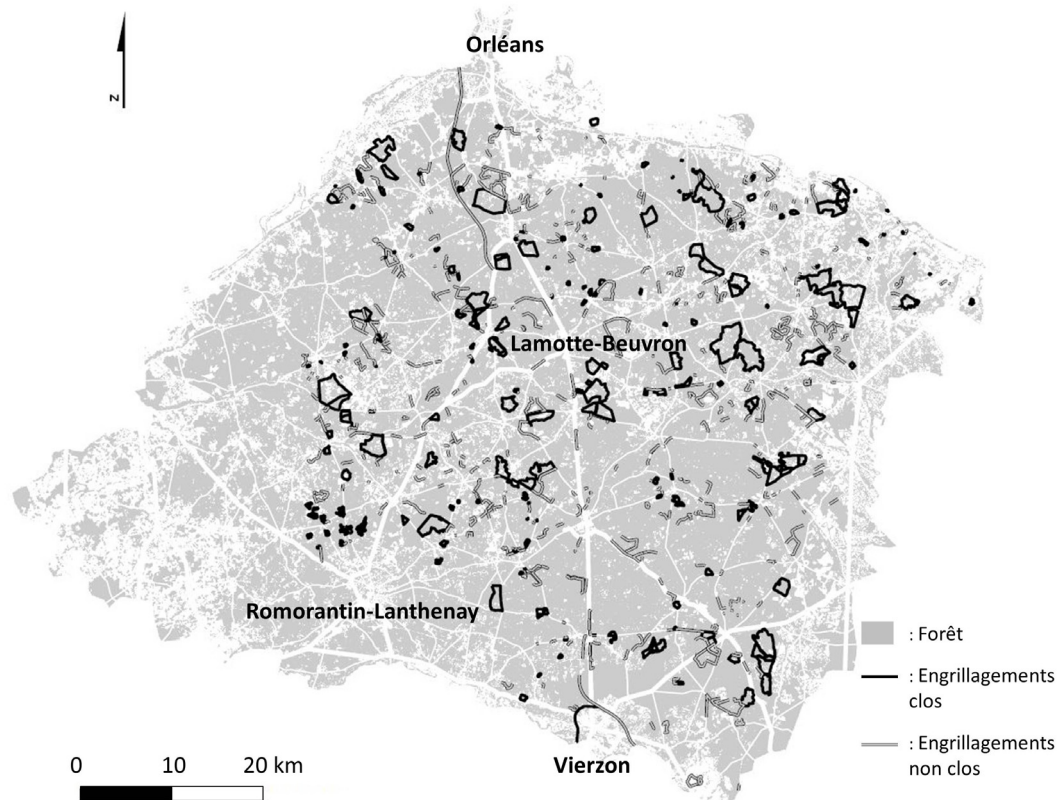 Orléans
N
Lamotte-Beuvron
Romorantin-Lanthenay
: Forêt
: Engrillagements
clos
: Engrillagements
non clos
0 10 20 km
Vierzon